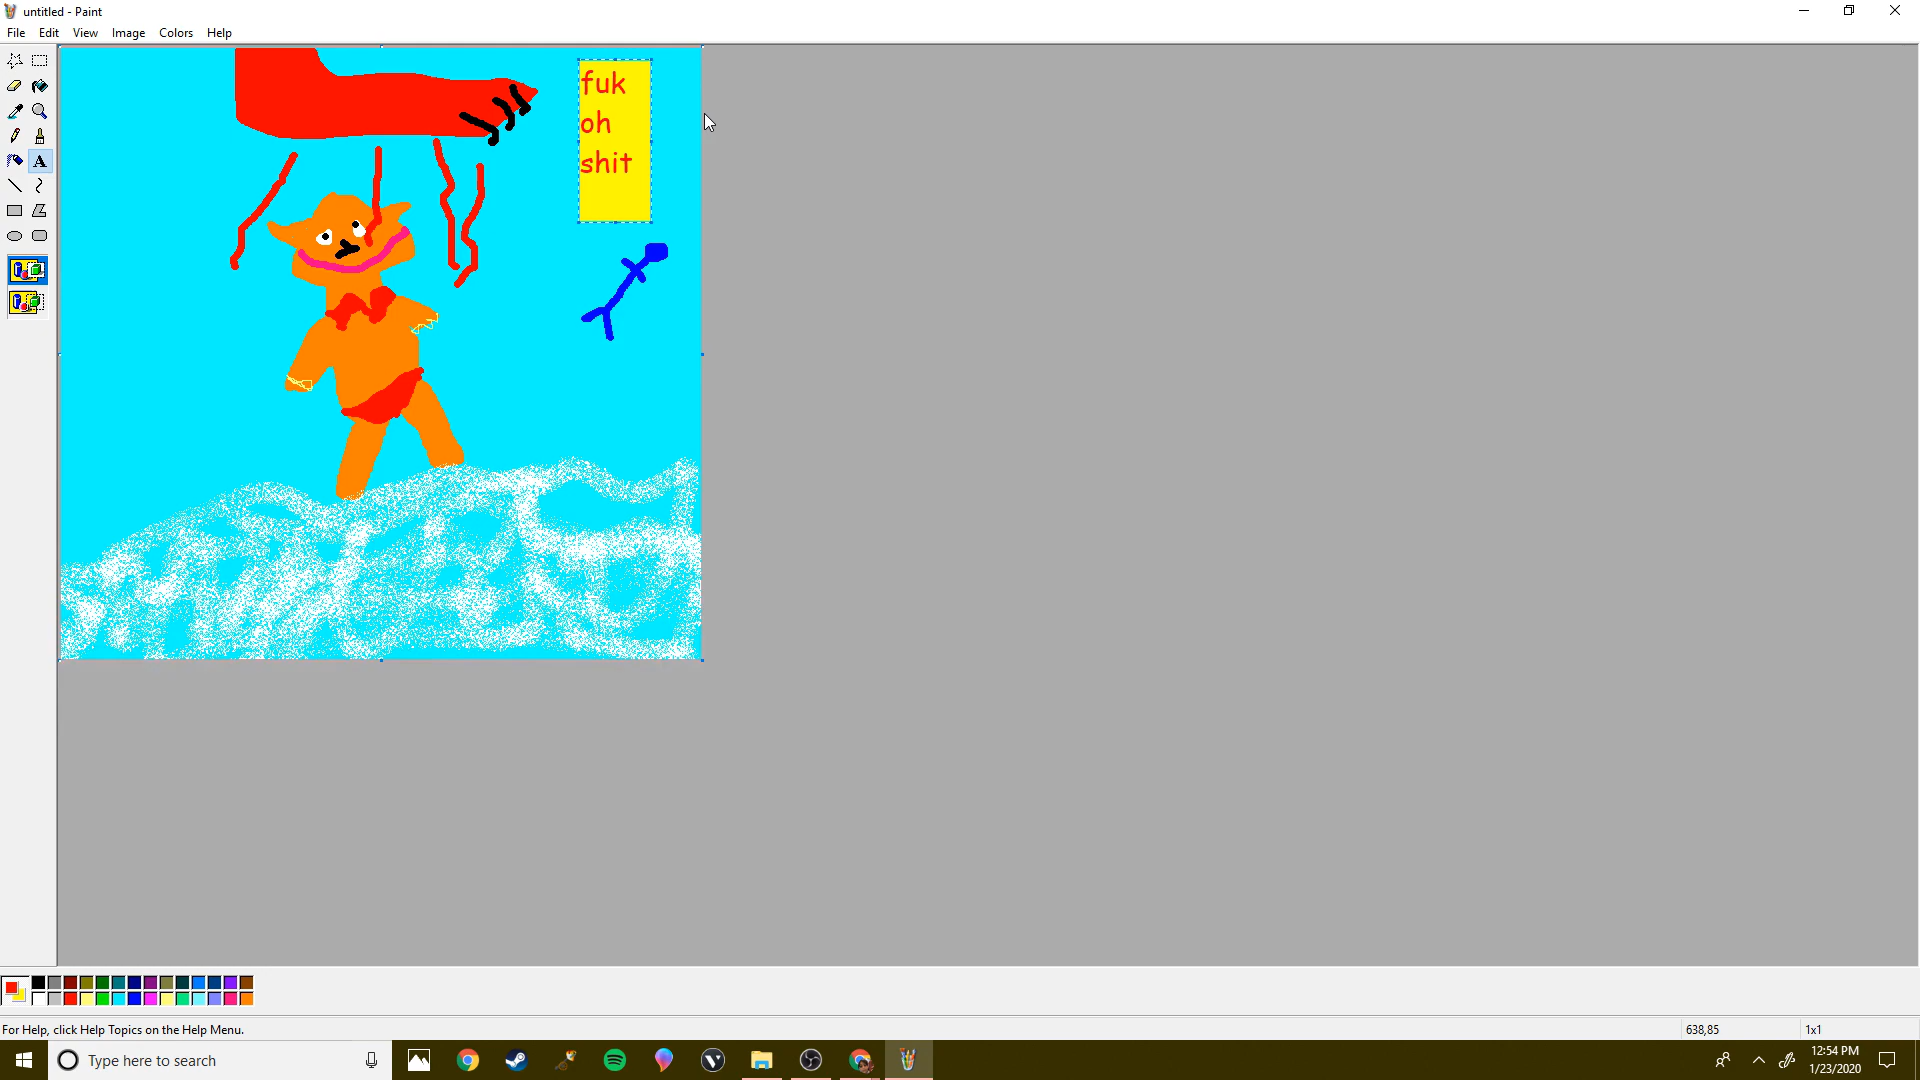 untitled - Paint
File Edit View Image Colors Help
fuk
oh
shit
A
For Help, click Help Topics on the Help Menu.
638,85
1x1
Type here to search
12:54 PM
1/23/2020